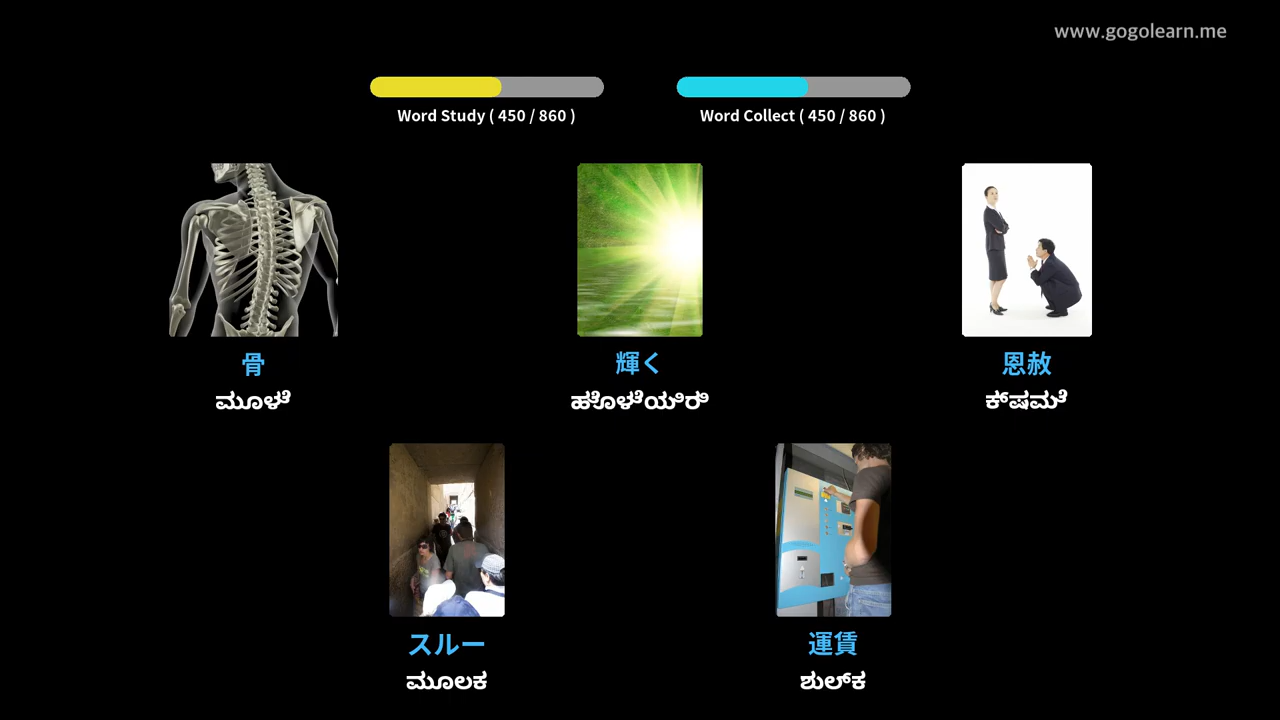 www.gogolearn.me
Word Study ( 450 / 860 )
Word Collect ( 450 / 860 )
骨
ಮೂಳೆ
輝く
ಹೊಳೆಯಿರಿ
恩赦
ಕ್ಷಮೆ
スルー
ಮೂಲಕ
運賃
ಶುಲ್ಕ